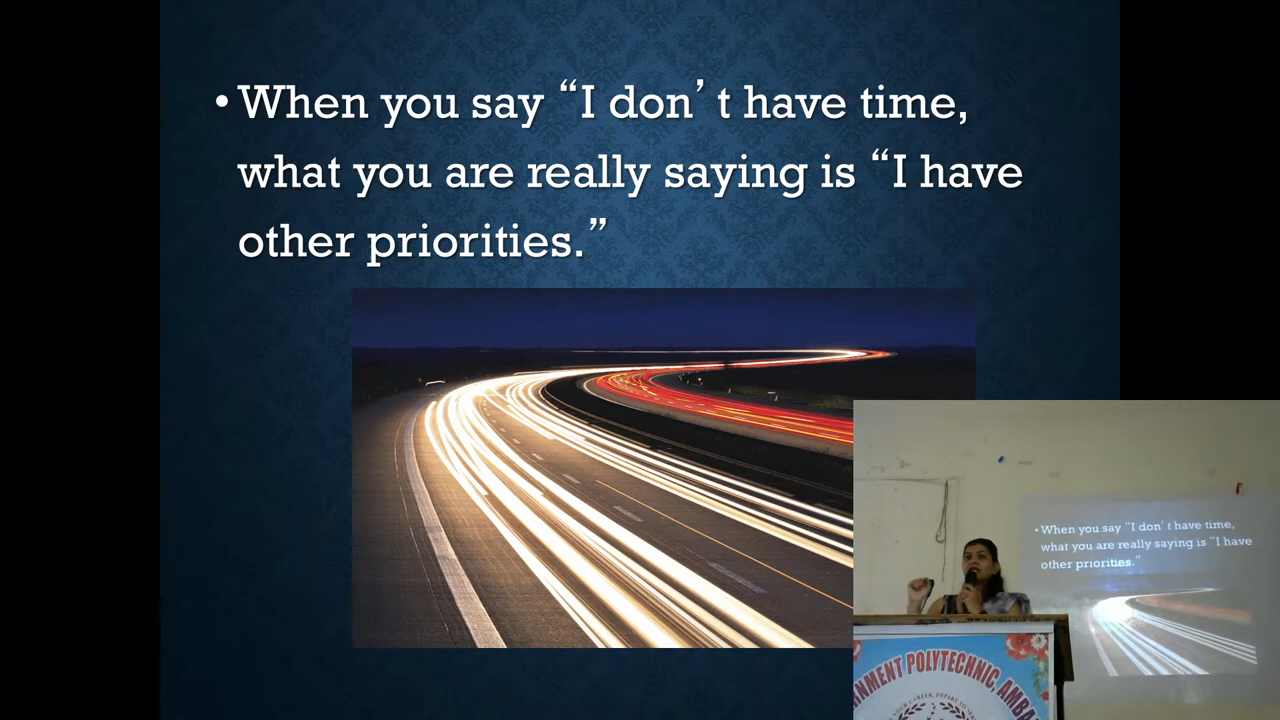 • When you say “I don’ t have time,
what you are really saying is “I have
other priorities.”
• When you say “I don’ t have time,
what you are really saying is “I have
other priorities.”
NMENT POLYTECHNIC, AMBA